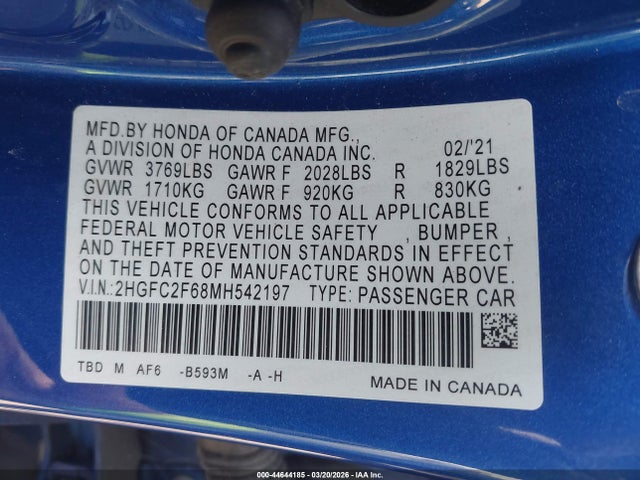 MFD.BY HONDA OF CANADA MFG.,
A DIVISION OF HONDA CANADA INC. 02/'21
GVWR 3769LBS GAWR F 2028LBS R 1829LBS
GVWR 1710KG GAWR F 920KG R 830KG
THIS VEHICLE CONFORMS TO ALL APPLICABLE
FEDERAL MOTOR VEHICLE SAFETY , BUMPER ,
AND THEFT PREVENTION STANDARDS IN EFFECT
ON THE DATE OF MANUFACTURE SHOWN ABOVE.
V.I.N.:2HGFC2F68MH542197 TYPE: PASSENGER CAR
TBD M AF6 -B593M -A -H MADE IN CANADA
000-44644185 | 03/20/2026 | IAA Inc.